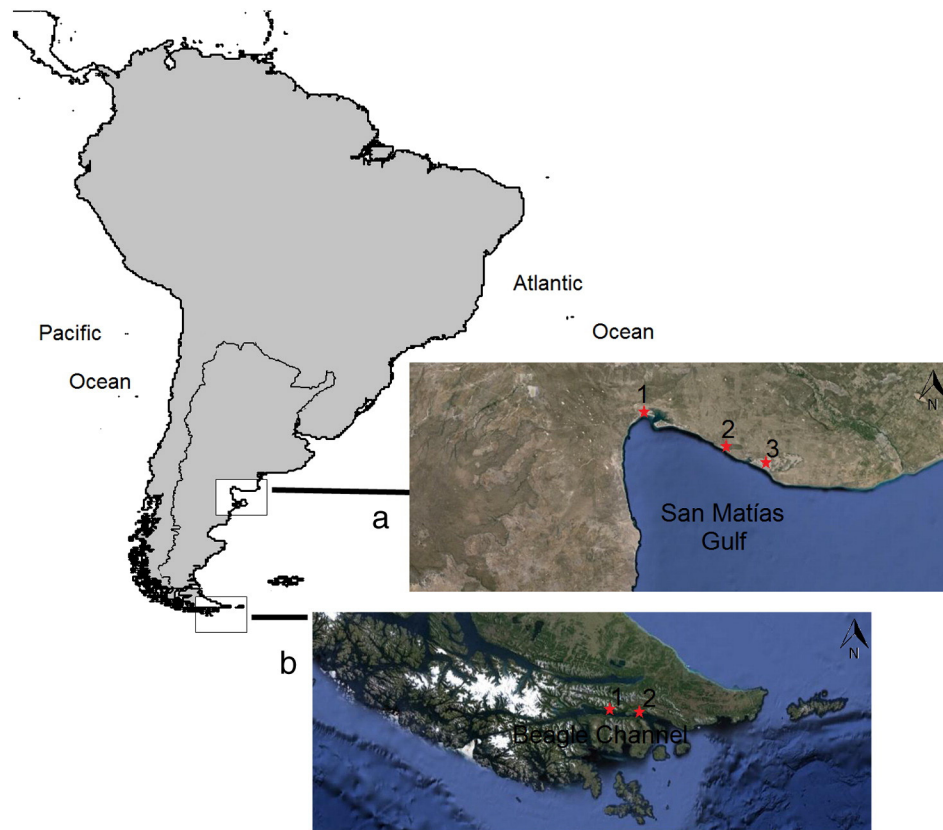 Atlantic
Ocean
Pacific
Ocean
a
1
2
3
San Matías
Gulf
N
b
1
2
Beagle Channel
N